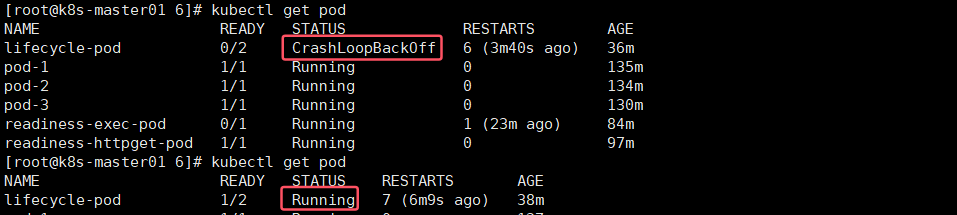 [root@k8s-master01 6]# kubectl get pod
NAME READY STATUS RESTARTS AGE
lifecycle-pod 0/2 CrashLoopBackOff 6 (3m40s ago) 36m
pod-1 1/1 Running 0 135m
pod-2 1/1 Running 0 134m
pod-3 1/1 Running 0 130m
readiness-exec-pod 0/1 Running 1 (23m ago) 84m
readiness-httpget-pod 1/1 Running 0 97m
[root@k8s-master01 6]# kubectl get pod
NAME READY STATUS RESTARTS AGE
lifecycle-pod 1/2 Running 7 (6m9s ago) 38m